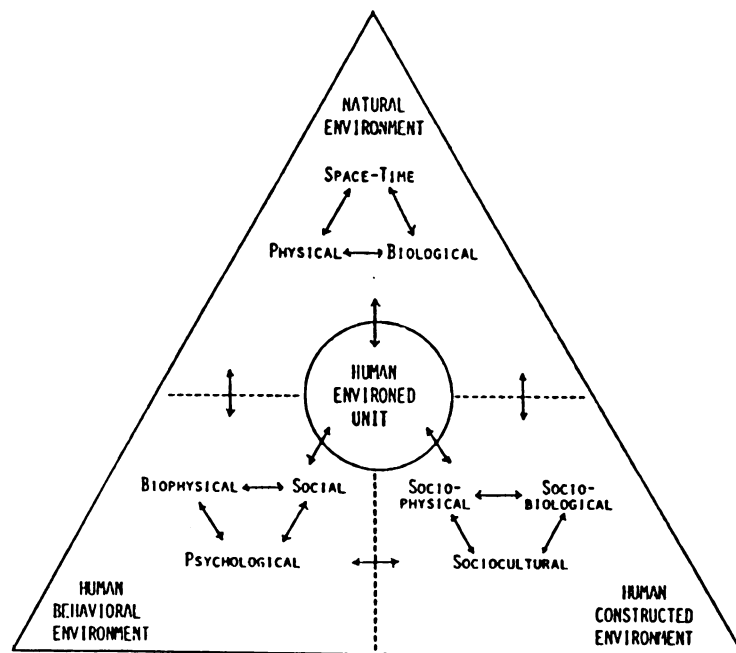 NATURAL
ENVIRONMENT
SPACE-TIME
PHYSICAL BIOLOGICAL
HUMAN
ENVIRONED
UNIT
BIOPHYSICAL SOCIAL
PSYCHOLOGICAL
SOCIO-
PHYSICAL
SOCIO-
BIOLOGICAL
SOCIOCULTURAL
HUMAN
BEHAVIORAL
ENVIRONMENT
HUMAN
CONSTRUCTED
ENVIRONMENT